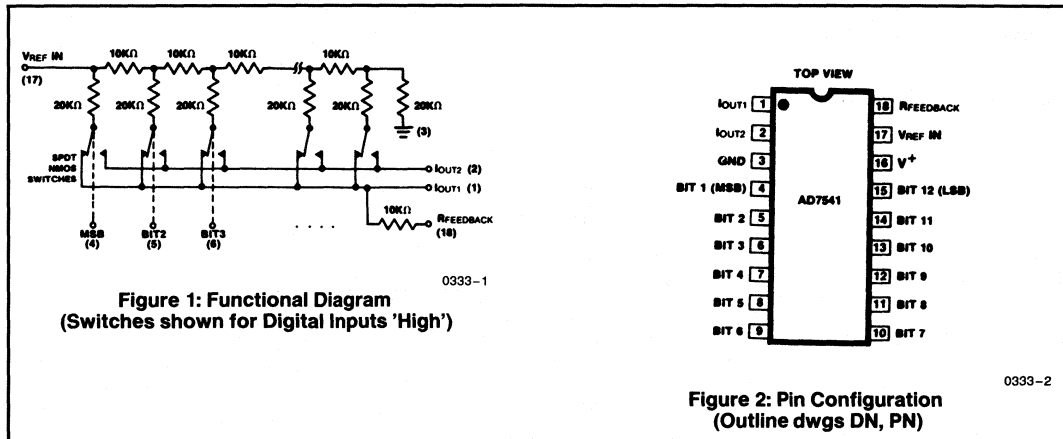 VREF IN
(17)
10KΩ 10KΩ 10KΩ 10KΩ
20KΩ 20KΩ 20KΩ 20KΩ 20KΩ
(3)
SPDT
NMOS
SWITCHES
IOUT2 (2)
IOUT1 (1)
10KΩ
RFEEDBACK
(18)
MSB
(4)
BIT2
(5)
BIT3
(6)
. . . .
0333-1
Figure 1: Functional Diagram
(Switches shown for Digital Inputs 'High')
TOP VIEW
IOUT1 1
IOUT2 2
GND 3
BIT 1 (MSB) 4
BIT 2 5
BIT 3 6
BIT 4 7
BIT 5 8
BIT 6 9
AD7541
18 RFEEDBACK
17 VREF IN
16 V+
15 BIT 12 (LSB)
14 BIT 11
13 BIT 10
12 BIT 9
11 BIT 8
10 BIT 7
0333-2
Figure 2: Pin Configuration
(Outline dwgs DN, PN)